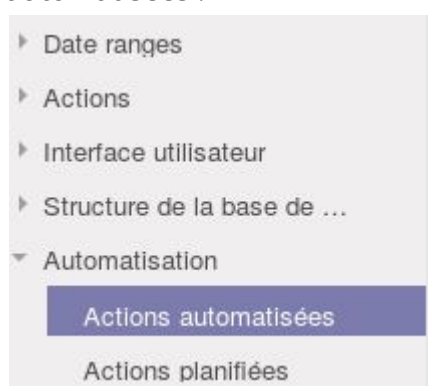 Date ranges
Actions
Interface utilisateur
Structure de la base de ...
Automatisation
Actions automatisées
Actions planifiées